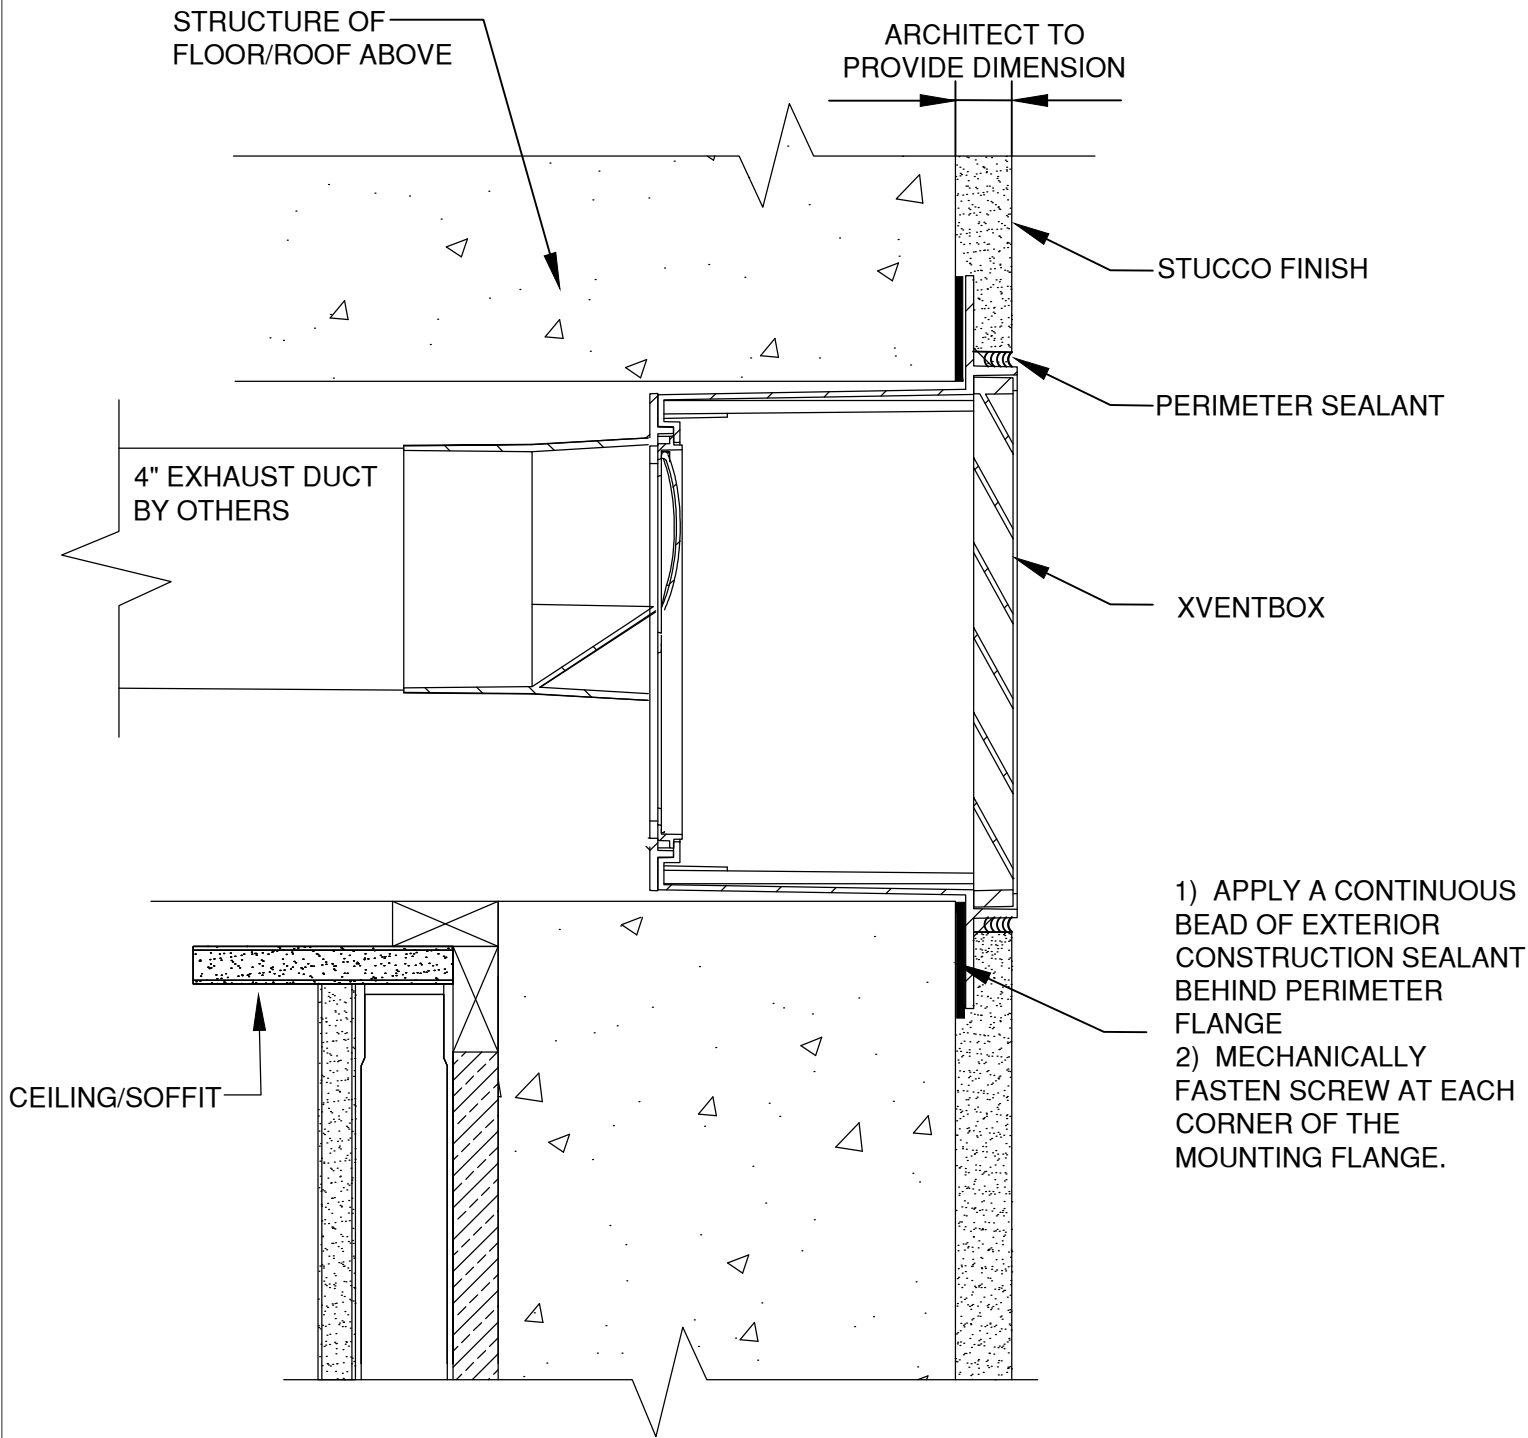 STRUCTURE OF
FLOOR/ROOF ABOVE
ARCHITECT TO
PROVIDE DIMENSION
STUCCO FINISH
PERIMETER SEALANT
4" EXHAUST DUCT
BY OTHERS
XVENTBOX
1) APPLY A CONTINUOUS
BEAD OF EXTERIOR
CONSTRUCTION SEALANT
BEHIND PERIMETER
FLANGE
2) MECHANICALLY
FASTEN SCREW AT EACH
CORNER OF THE
MOUNTING FLANGE.
CEILING/SOFFIT